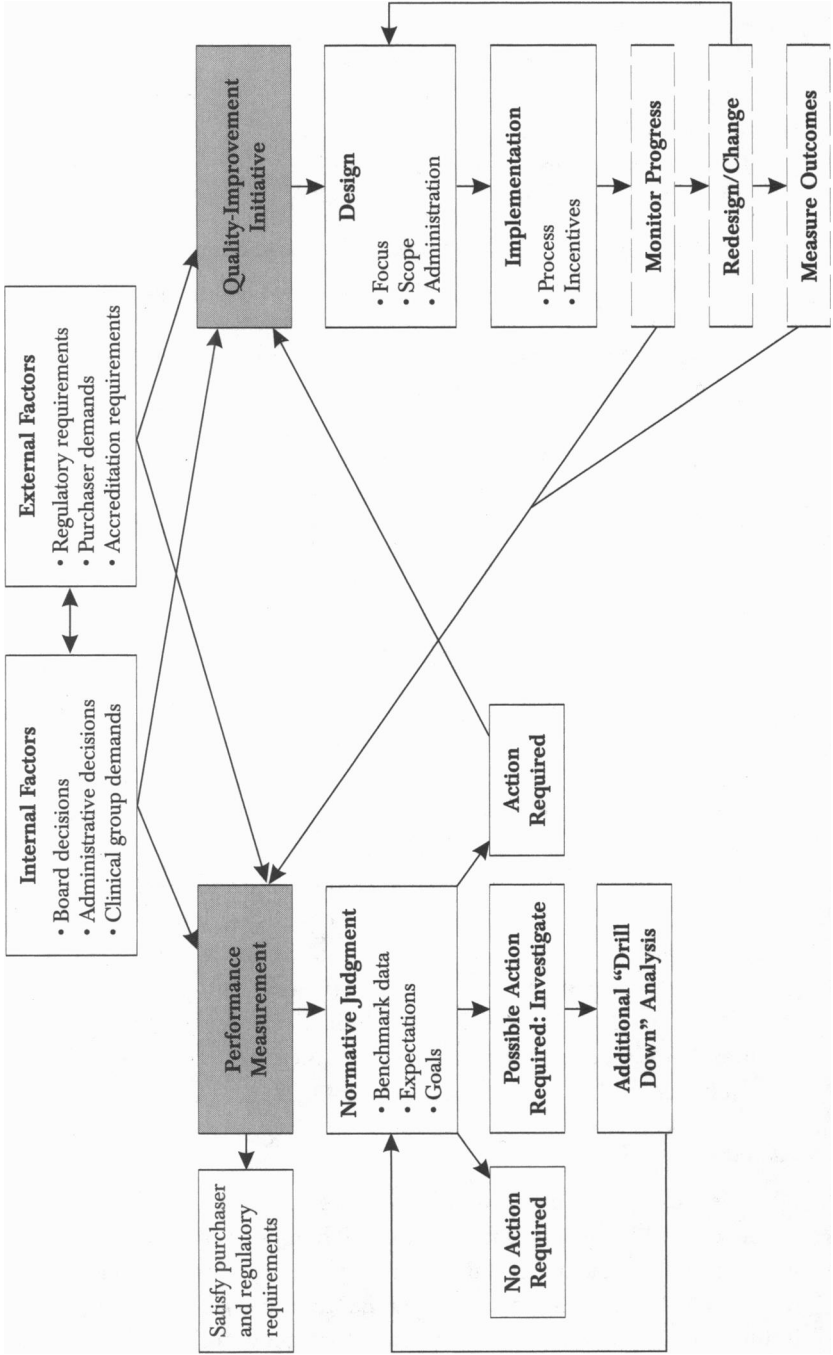 Internal Factors
• Board decisions
• Administrative decisions
• Clinical group demands
External Factors
• Regulatory requirements
• Purchaser demands
• Accreditation requirements
Satisfy purchaser
and regulatory
requirements
Performance
Measurement
Quality-Improvement
Initiative
Normative Judgment
• Benchmark data
• Expectations
• Goals
Design
• Focus
• Scope
• Administration
No Action
Required
Possible Action
Required: Investigate
Action
Required
Implementation
• Process
• Incentives
Additional “Drill
Down” Analysis
Monitor Progress
Redesign/Change
Measure Outcomes